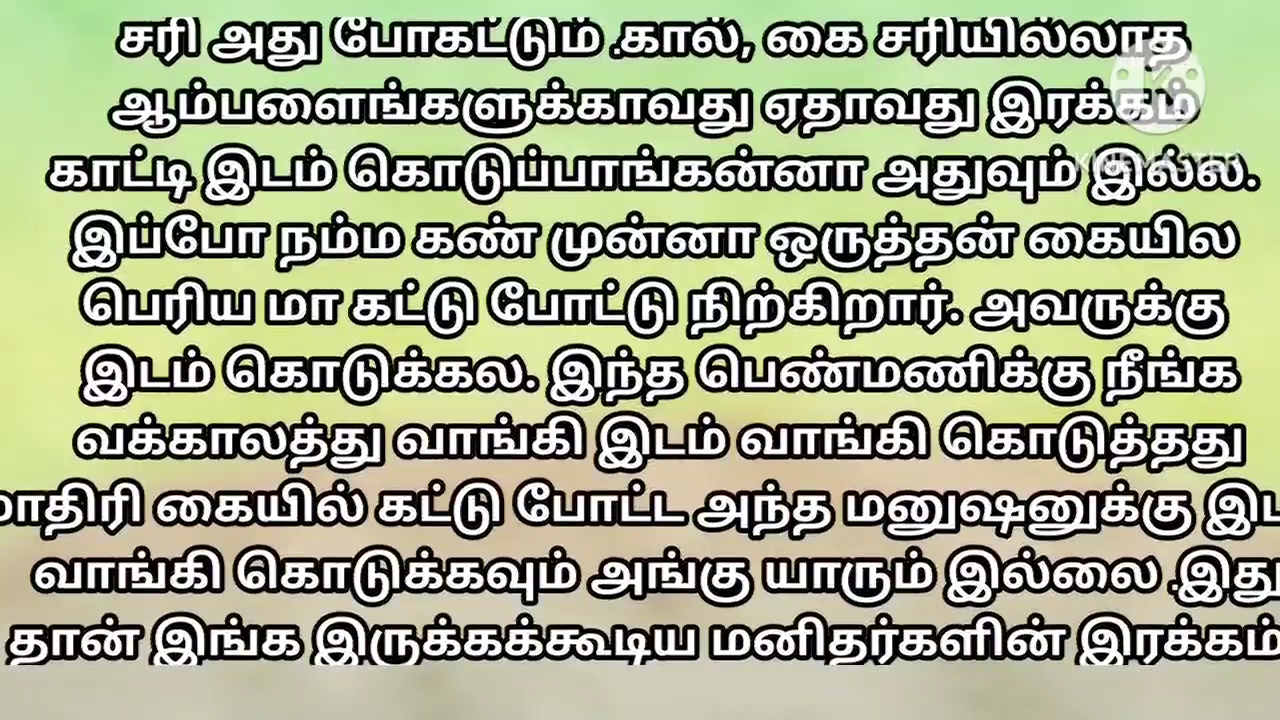 சரி அது போகட்டும் .கால், கை சரியில்லாத
ஆம்பளைங்களுக்காவது ஏதாவது இரக்கம்
காட்டி இடம் கொடுப்பாங்கன்னா அதுவும் இல்ல.
KINEMASTER
இப்போ நம்ம கண் முன்னா ஒருத்தன் கையில
பெரிய மா கட்டு போட்டு நிற்கிறார். அவருக்கு
இடம் கொடுக்கல. இந்த பெண்மணிக்கு நீங்க
வக்காலத்து வாங்கி இடம் வாங்கி கொடுத்தது
மாதிரி கையில் கட்டு போட்ட அந்த மனுஷனுக்கு
வாங்கி கொடுக்கவும் அங்கு யாரும் இல்லை .இது
தான் இங்க இருக்கக்கூடிய மனிதர்களின் இரக்கம்